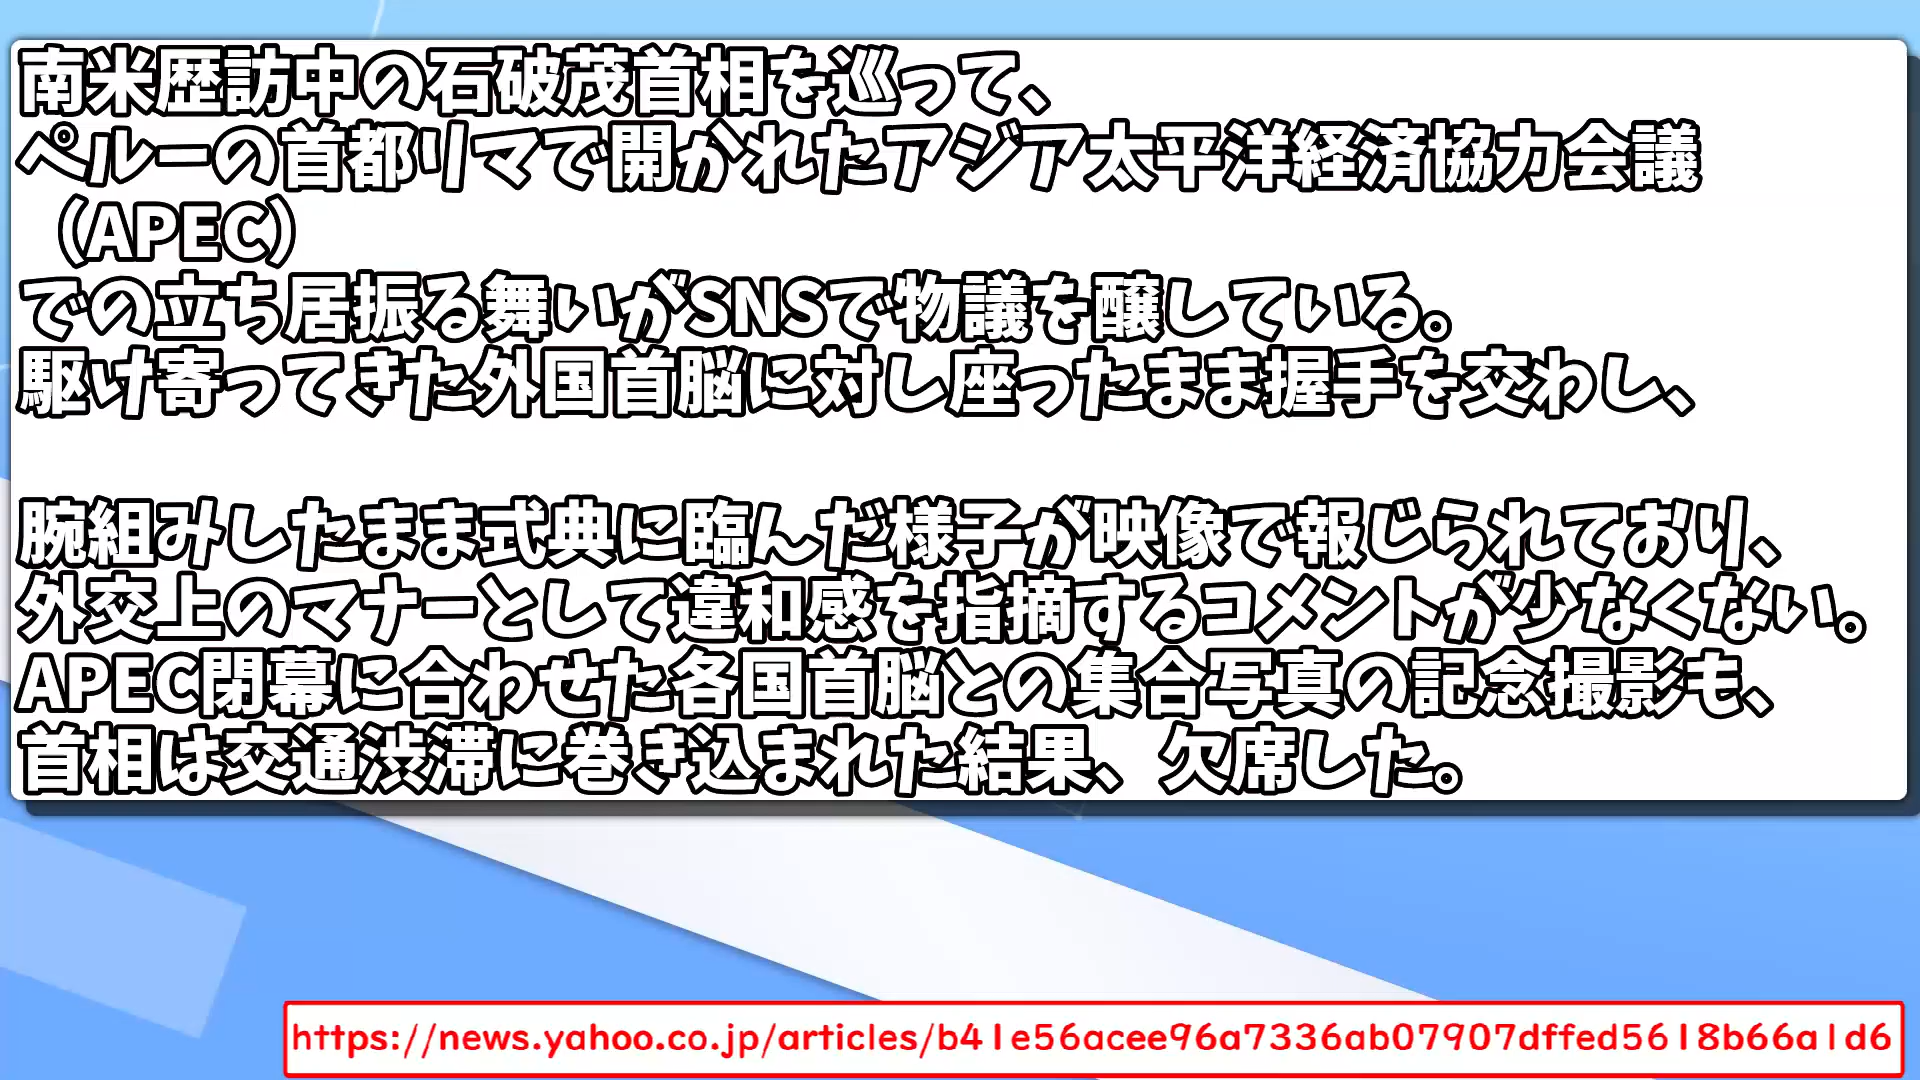 南米歴訪中の石破茂首相を巡って、
ペルーの首都リマで開かれたアジア太平洋経済協力会議
（APEC）
での立ち居振る舞いがSNSで物議を醸している。
駆け寄ってきた外国首脳に対し座ったまま握手を交わし、
腕組みしたまま式典に臨んだ様子が映像で報じられており、
外交上のマナーとして違和感を指摘するコメントが少なくない。
APEC閉幕に合わせた各国首脳との集合写真の記念撮影も、
首相は交通渋滞に巻き込まれた結果、欠席した。
https://news.yahoo.co.jp/articles/b41e56acee96a7336ab07907dffed5618b66a1d6